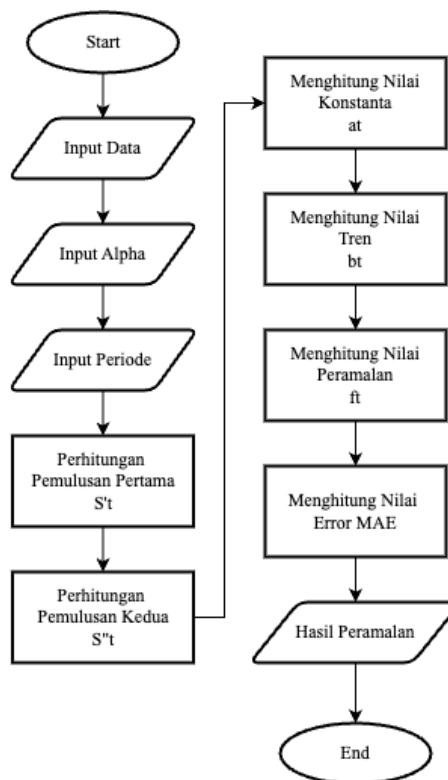 Start
Input Data
Input Alpha
Input Periode
Perhitungan
Pemulusan Pertama
S't
Perhitungan
Pemulusan Kedua
S"t
Menghitung Nilai
Konstanta
at
Menghitung Nilai
Tren
bt
Menghitung Nilai
Peramalan
ft
Menghitung Nilai
Error MAE
Hasil Peramalan
End